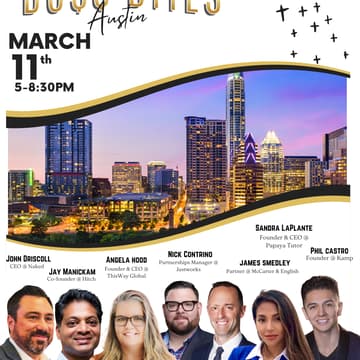 Austin
MARCH
11th
5-8:30PM
John Driscoll
CEO @ Naked
Jay Manickam
Co-founder @ Hitch
Angela Hood
Founder & CEO @
ThisWay Global
Nick Contrino
Partnerships Manager @
Justworks
James Smedley
Partner @ McCarter & English
Sandra LaPlante
Founder & CEO @
Papaya Tutor
Phil Castro
Founder @ Kamp